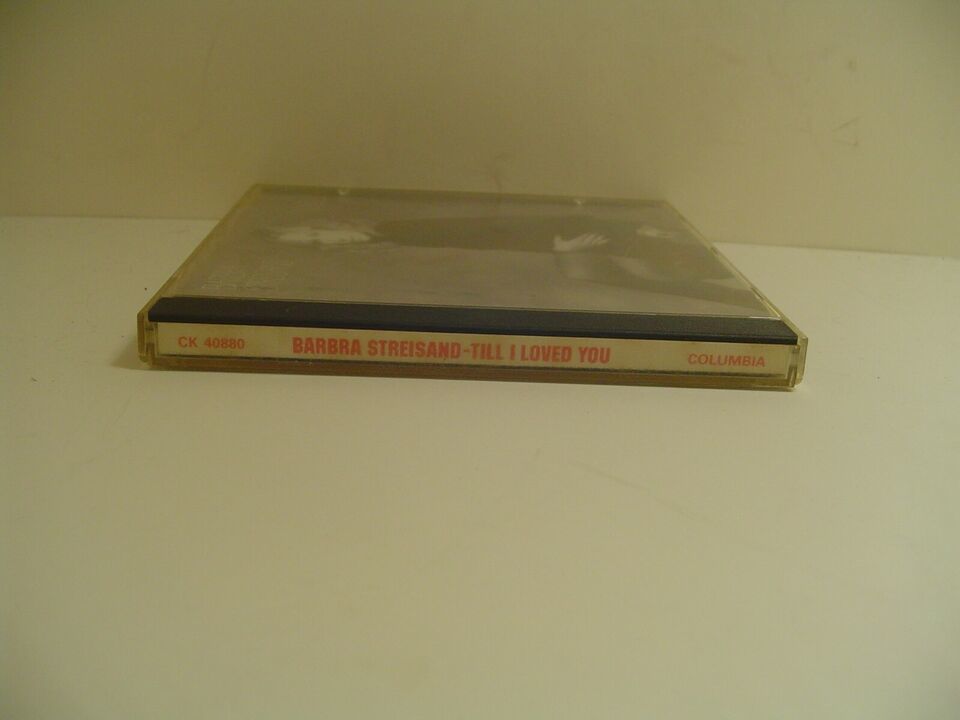 CK 40880 BARBRA STREISAND-TILL I LOVED YOU COLUMBIA